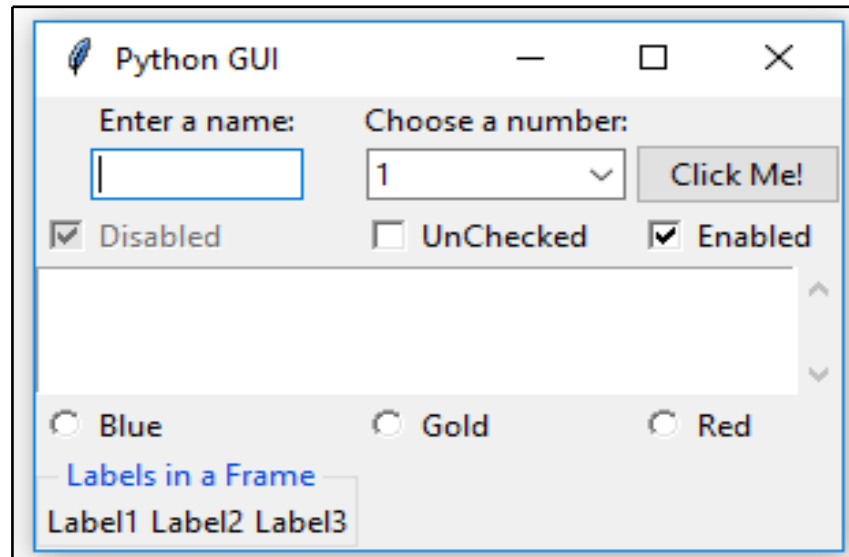 Python GUI
Enter a name: Choose a number:
1 Click Me!
Disabled UnChecked Enabled
Blue Gold Red
Labels in a Frame
Label1 Label2 Label3